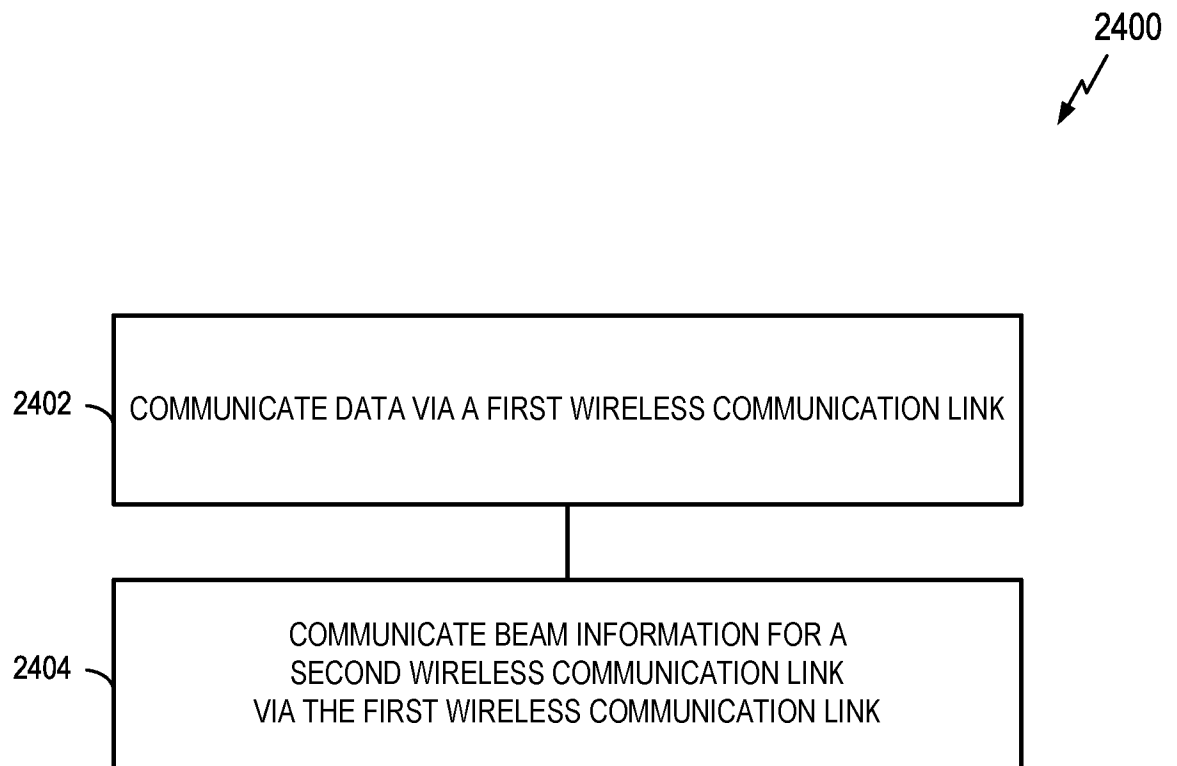 2400
2402
COMMUNICATE DATA VIA A FIRST WIRELESS COMMUNICATION LINK
2404
COMMUNICATE BEAM INFORMATION FOR A
SECOND WIRELESS COMMUNICATION LINK
VIA THE FIRST WIRELESS COMMUNICATION LINK